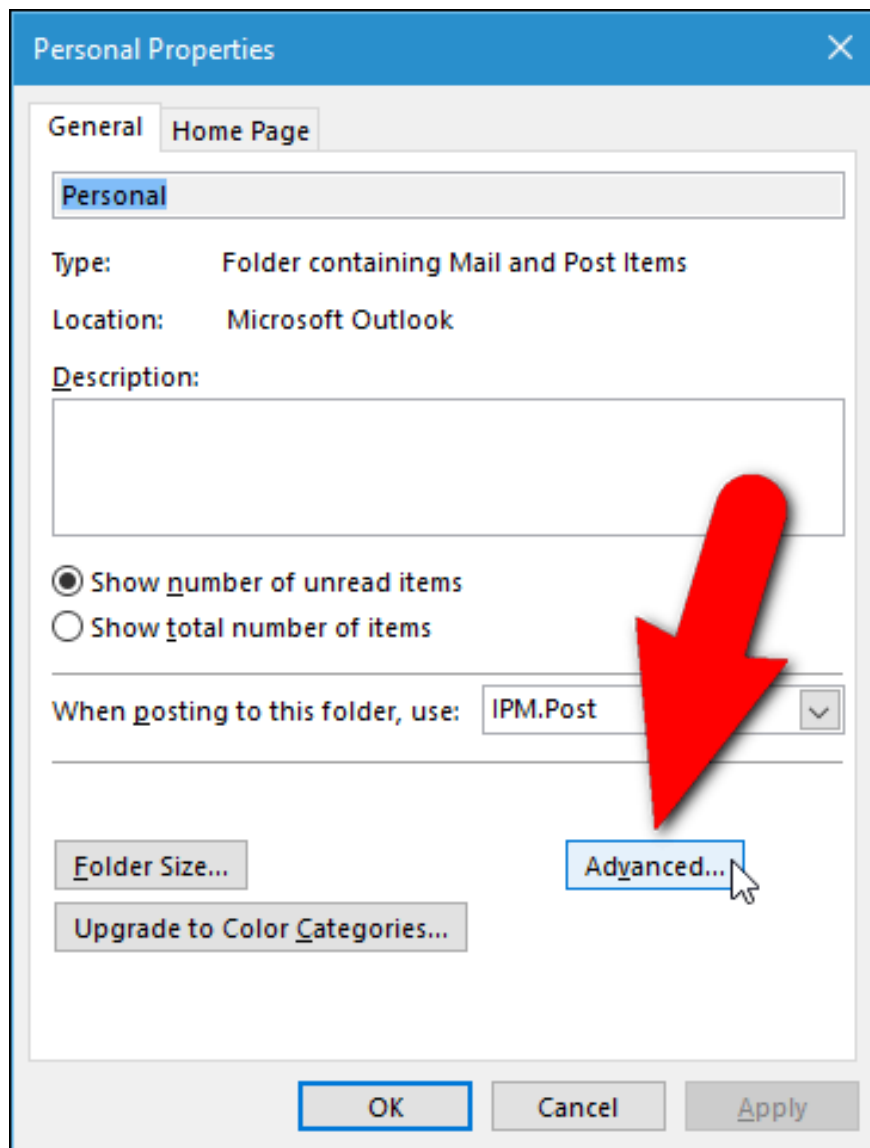 Personal Properties
General Home Page
Personal
Type: Folder containing Mail and Post Items
Location: Microsoft Outlook
Description:
Show number of unread items
Show total number of items
When posting to this folder, use: IPM.Post
Folder Size... Advanced...
Upgrade to Color Categories...
OK Cancel Apply